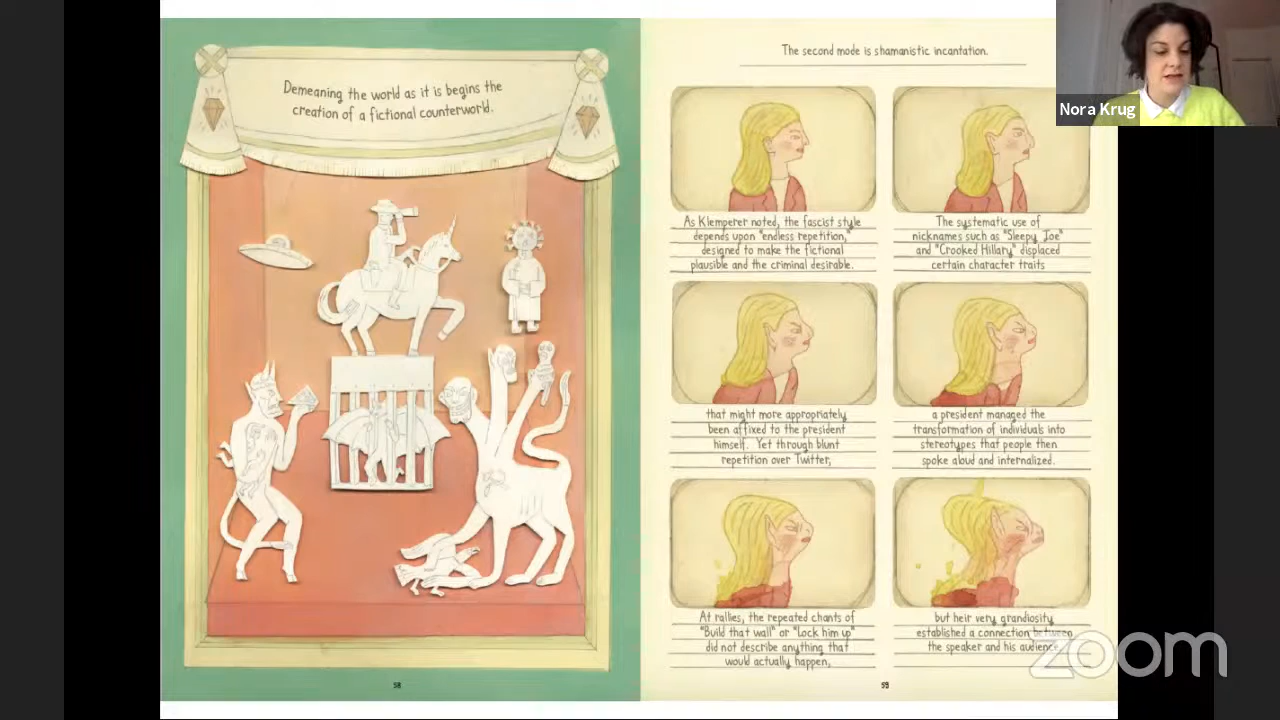 Demeaning the world as it is begins the
creation of a fictional counterworld.
58
The second mode is shamanistic incantation.
As Klemperer noted, the fascist style
depends upon "endless repetition,"
designed to make the fictional
plausible and the criminal desirable.
The systematic use of
nicknames such as "Sleepy Joe"
and "Crooked Hillary" displaced
certain character traits
that might more appropriately
been affixed to the president
himself. Yet through blunt
repetition over Twitter,
a president managed the
transformation of individuals into
stereotypes that people then
spoke aloud and internalized.
At rallies, the repeated chants of
"Build that wall" or "Lock him up"
did not describe anything that
would actually happen,
but heir very grandiosity
established a connection between
the speaker and his audience.
59
Nora Krug
zoom